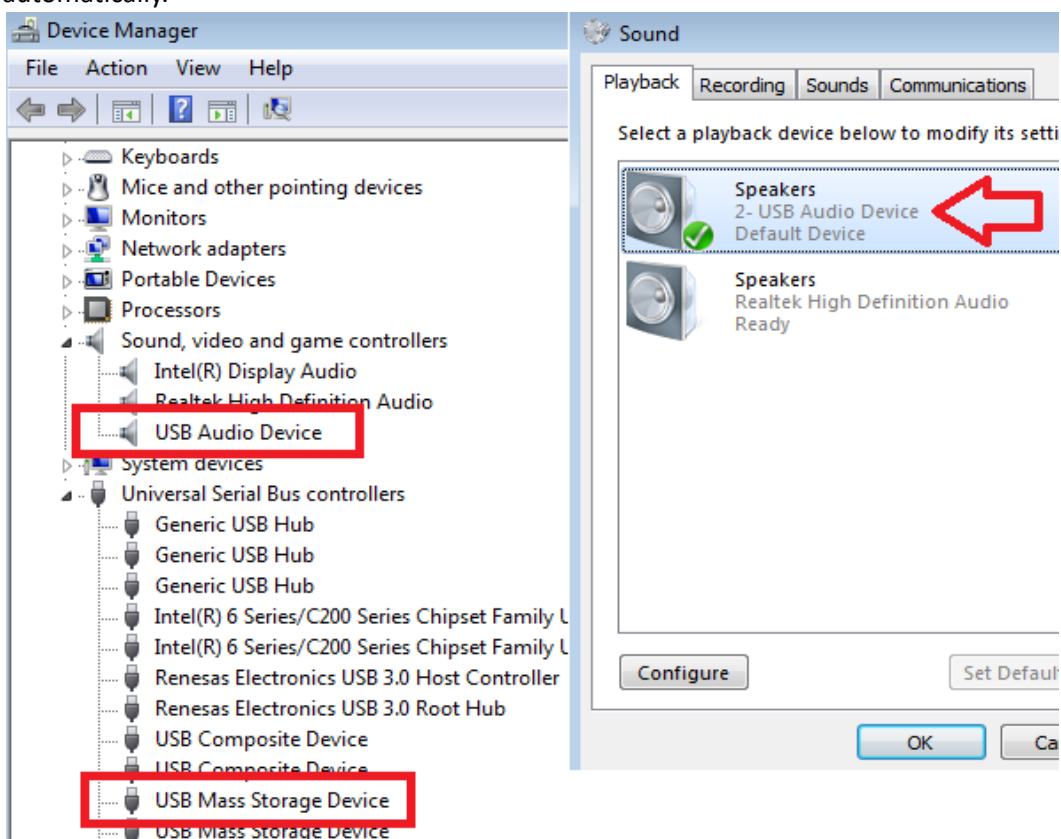 automatically.
Device Manager
File Action View Help
Keyboards
Mice and other pointing devices
Monitors
Network adapters
Portable Devices
Processors
Sound, video and game controllers
Intel(R) Display Audio
Realtek High Definition Audio
USB Audio Device
System devices
Universal Serial Bus controllers
Generic USB Hub
Generic USB Hub
Generic USB Hub
Intel(R) 6 Series/C200 Series Chipset Family U
Intel(R) 6 Series/C200 Series Chipset Family U
Renesas Electronics USB 3.0 Host Controller
Renesas Electronics USB 3.0 Root Hub
USB Composite Device
USB Composite Device
USB Mass Storage Device
USB Mass Storage Device
Sound
Playback Recording Sounds Communications
Select a playback device below to modify its setti
Speakers
2- USB Audio Device
Default Device
Speakers
Realtek High Definition Audio
Ready
Configure Set Default
OK Ca